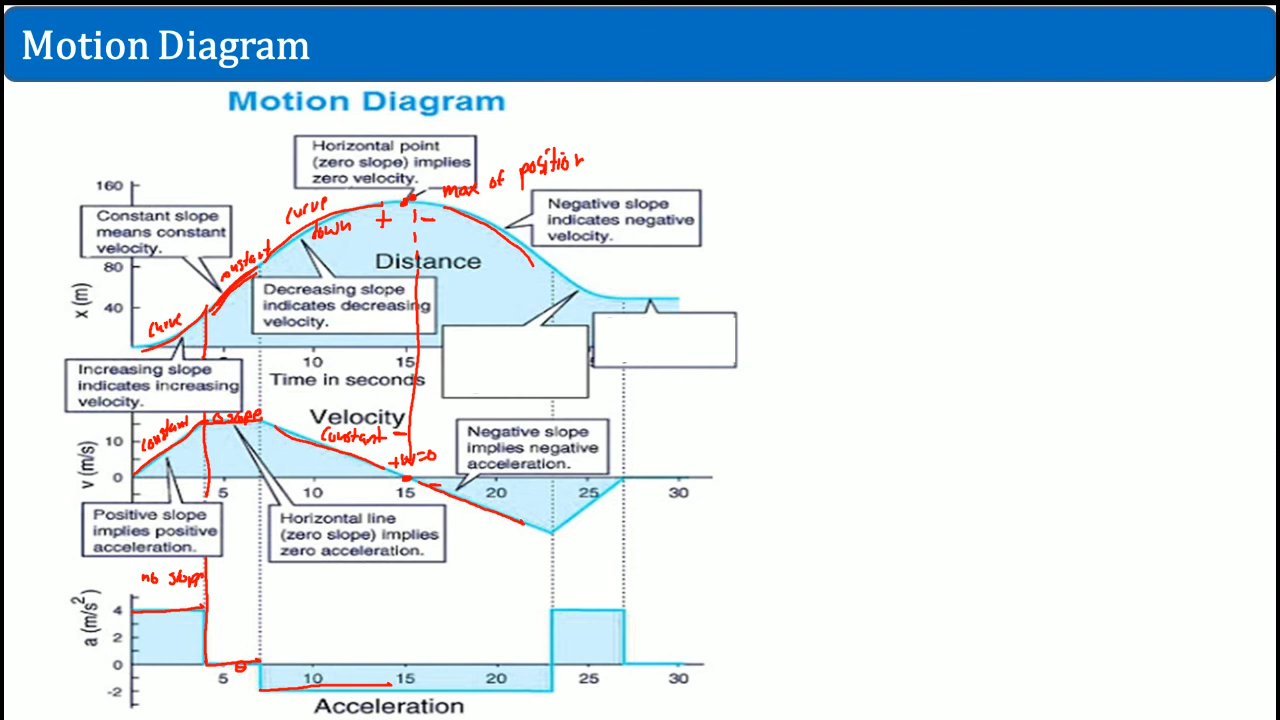 Motion Diagram
Motion Diagram
Horizontal point
(zero slope) implies
zero velocity.
max of position
160
Constant slope
means constant
velocity.
curve
down
+
-
Negative slope
indicates negative
velocity.
constant
80
Distance
x (m)
40
Decreasing slope
indicates decreasing
velocity.
curve
10
15
Time in seconds
Increasing slope
indicates increasing
velocity.
0 slope
Velocity
constant
constant
-
Negative slope
implies negative
acceleration.
v (m/s)
10
+
=0
-
0
5
10
15
20
25
30
Positive slope
implies positive
acceleration.
Horizontal line
(zero slope) implies
zero acceleration.
no slope
a (m/s²)
4
2
0
5
10
15
20
25
30
-2
Acceleration